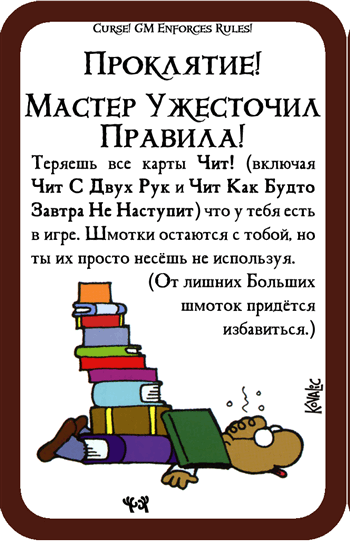 Curse! GM Enforces Rules!
Проклятие!
Мастер Ужесточил
Правила!
Теряешь все карты Чит! (включая
Чит С Двух Рук и Чит Как Будто
Завтра Не Наступит) что у тебя есть
в игре. Шмотки остаются с тобой, но
ты их просто несёшь не используя.
(От лишних Больших
шмоток придётся
избавиться.)
Kovalic